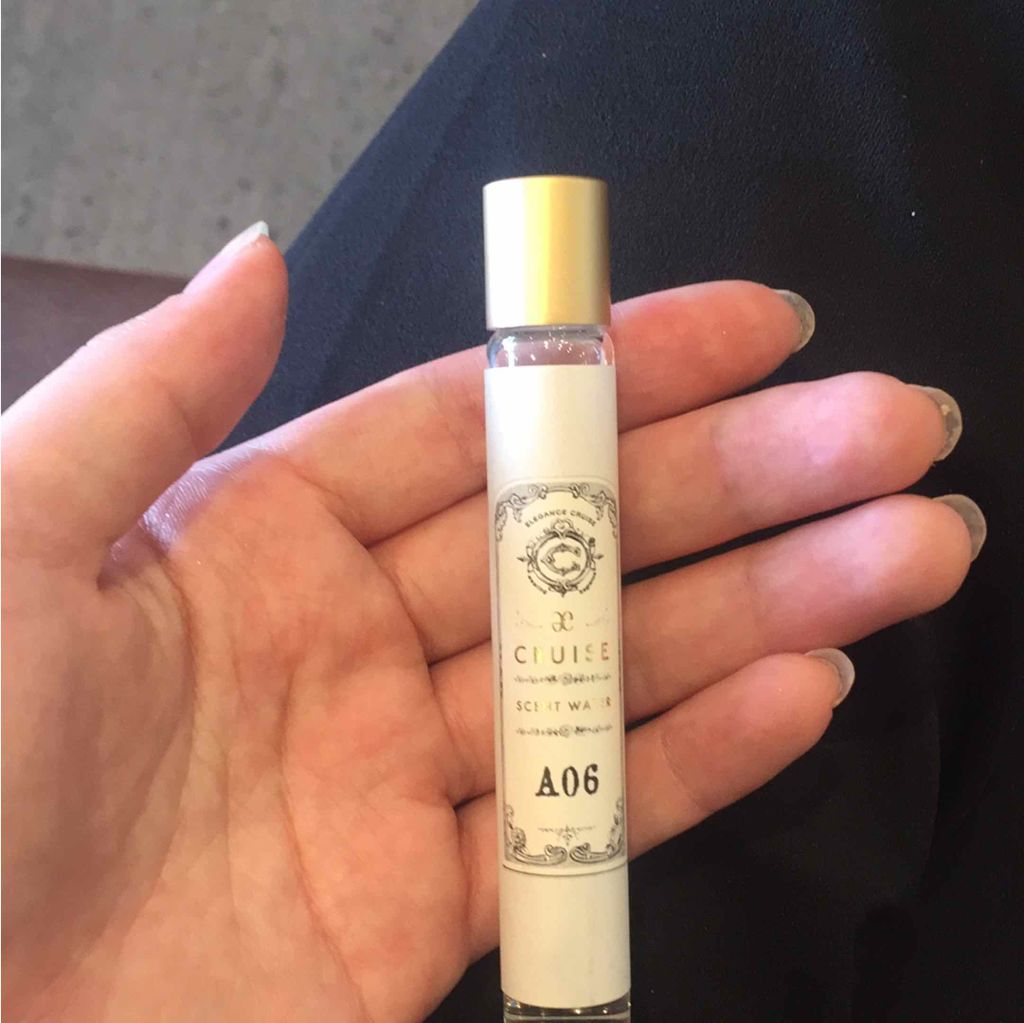 ELEGANCE CRUISE
Æ
CRUISE
SCENT WATER
A06